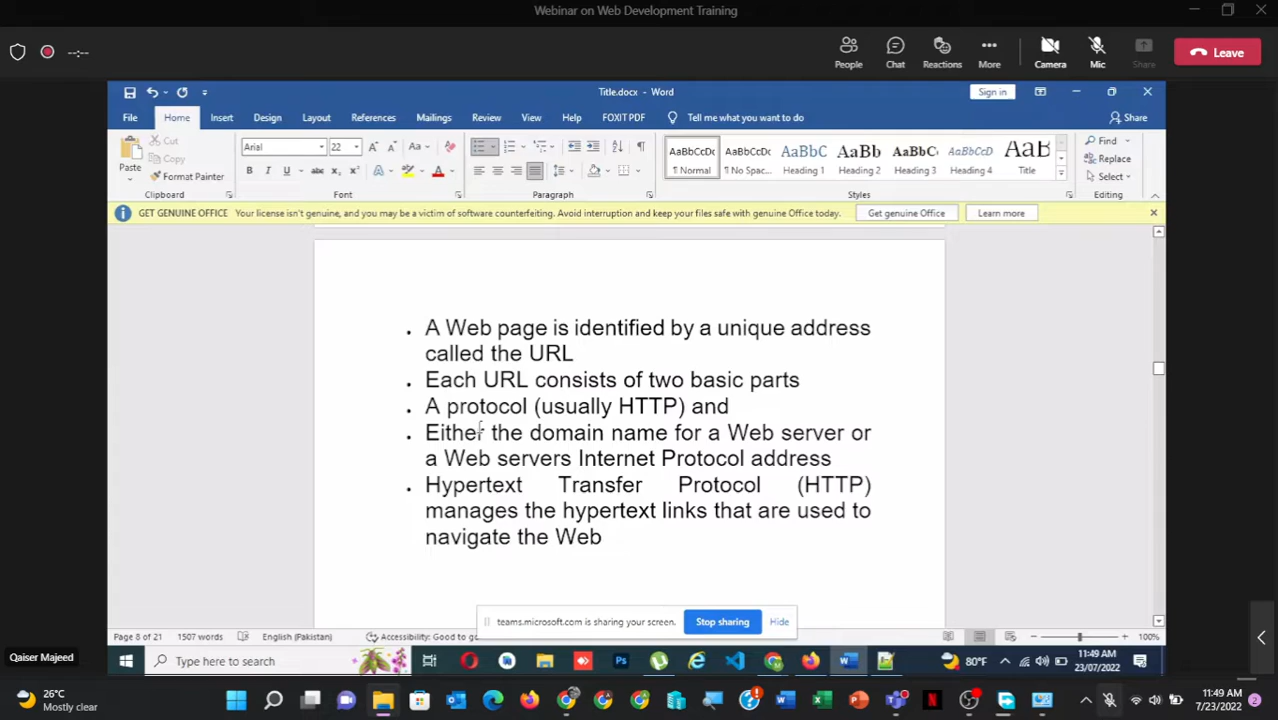 Webinar on Web Development Training
--:--
People
Chat
Reactions
More
Camera
Mic
Share
Leave
Title.docx - Word
Sign in
File
Home
Insert
Design
Layout
References
Mailings
Review
View
Help
FOXIT PDF
Tell me what you want to do
Share
Paste
Cut
Copy
Format Painter
Clipboard
Arial
22
Font
Paragraph
AaBbCcDc
¶ Normal
AaBbCcDc
¶ No Spac...
AaBbC
Heading 1
AaBb
Heading 2
AaBbC
Heading 3
AaBbCcD
Heading 4
AaB
Title
Styles
Find
Replace
Select
Editing
GET GENUINE OFFICE Your license isn't genuine, and you may be a victim of software counterfeiting. Avoid interruption and keep your files safe with genuine Office today.
Get genuine Office
Learn more
• A Web page is identified by a unique address
called the URL
• Each URL consists of two basic parts
• A protocol (usually HTTP) and
• Either the domain name for a Web server or
a Web servers Internet Protocol address
• Hypertext Transfer Protocol (HTTP)
manages the hypertext links that are used to
navigate the Web
teams.microsoft.com is sharing your screen.
Stop sharing
Hide
Page 8 of 21
1507 words
English (Pakistan)
Accessibility: Good to go
100%
Qaiser Majeed
Type here to search
80°F
11:49 AM
23/07/2022
26°C
Mostly clear
11:49 AM
7/23/2022
2